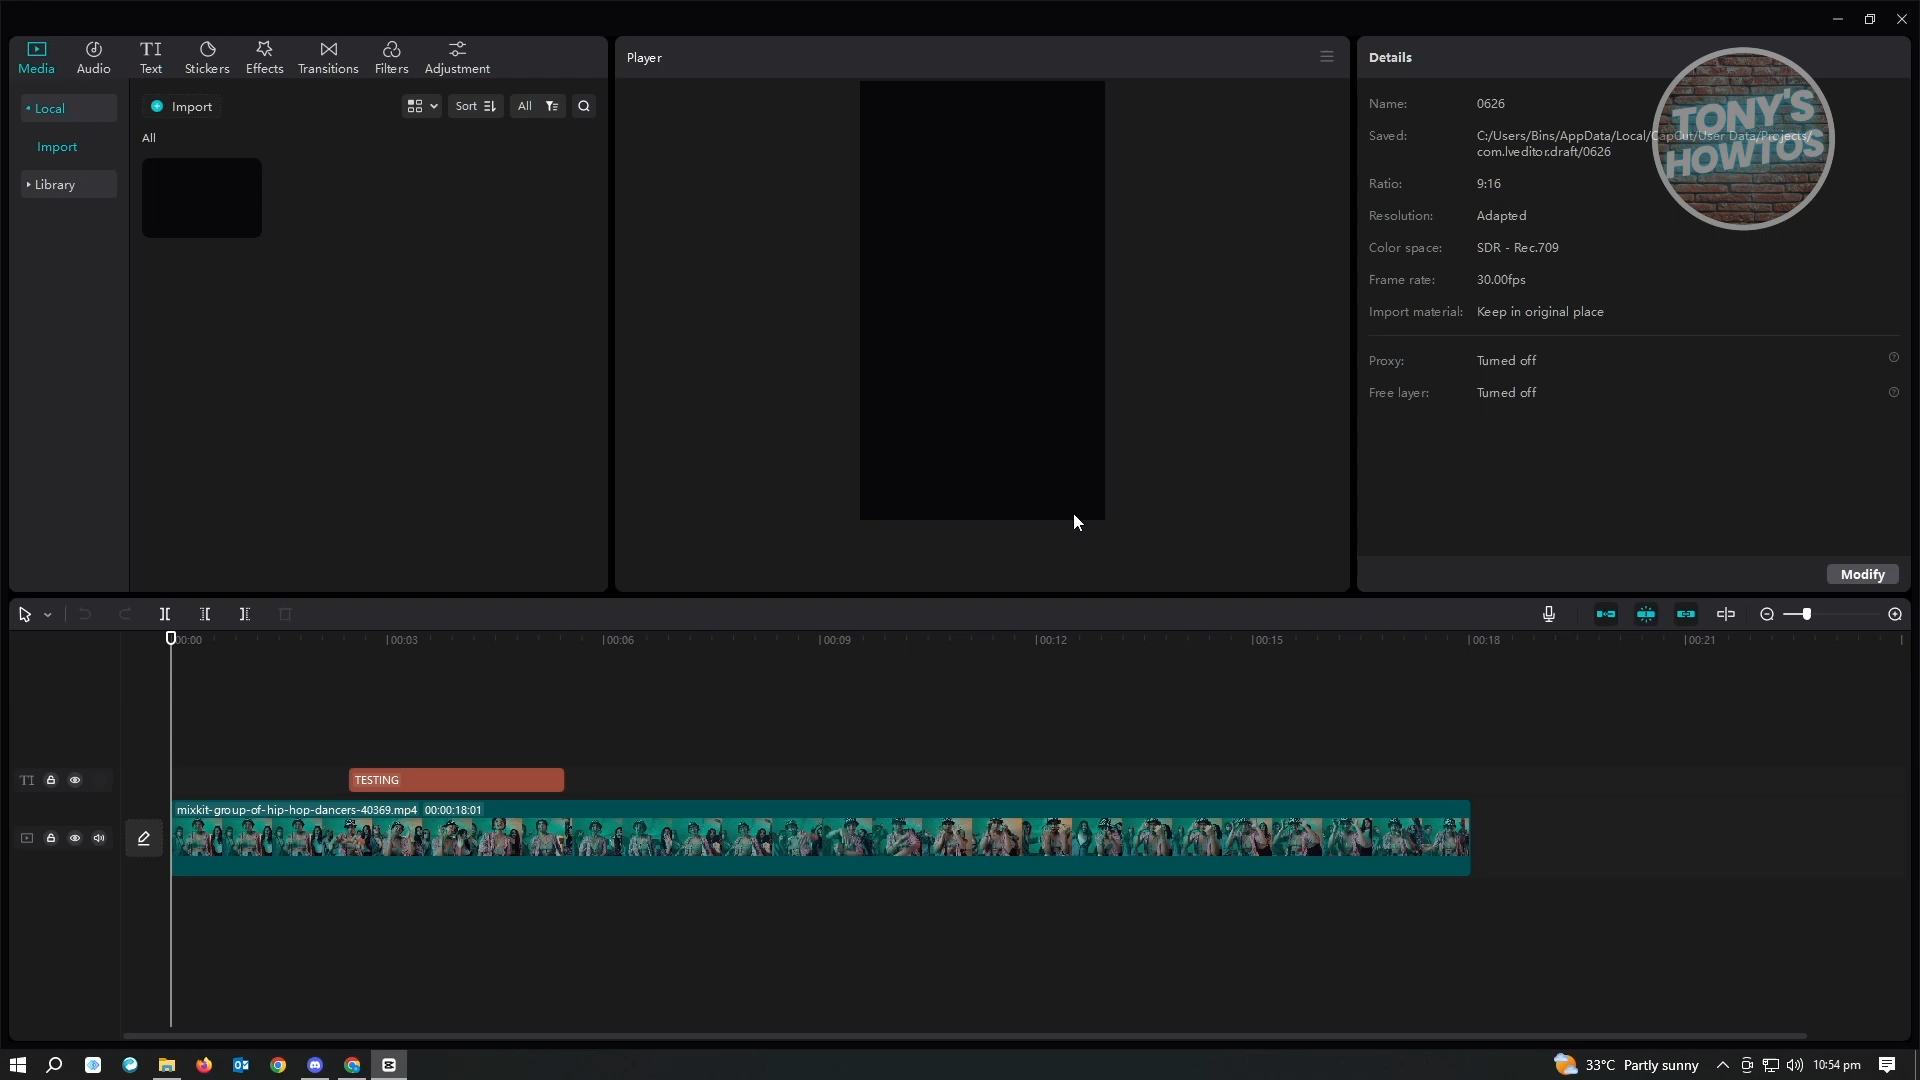 Media
Audio
TI
Text
Stickers
Effects
Transitions
Filters
Adjustment
Player
Details
Local
Import
Library
Import
Sort
All
All
Name: 0626
Saved: C:/Users/Bins/AppData/Local/CapCut/User Data/Projects/
com.lveditor.draft/0626
Ratio: 9:16
Resolution: Adapted
Color space: SDR - Rec.709
Frame rate: 30.00fps
Import material: Keep in original place
Proxy: Turned off
Free layer: Turned off
TONY'S
HOWTOS
Modify
00:00
00:03
00:06
00:09
00:12
00:15
00:18
00:21
TI
TESTING
mixkit-group-of-hip-hop-dancers-40369.mp4 00:00:18:01
33°C Partly sunny
10:54 pm